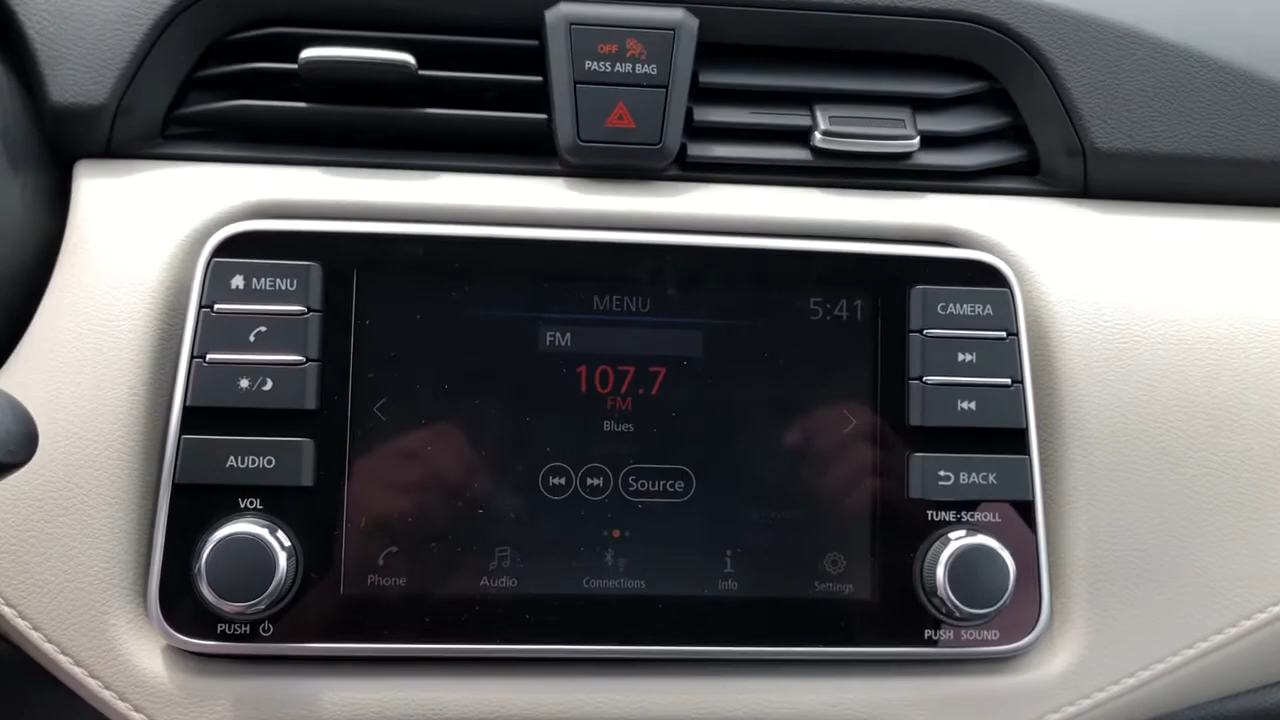 OFF
PASS AIR BAG
MENU
AUDIO
VOL
PUSH
MENU
5:41
FM
107.7
FM
Blues
Source
Phone
Audio
Connections
Info
Settings
CAMERA
BACK
TUNE·SCROLL
PUSH SOUND